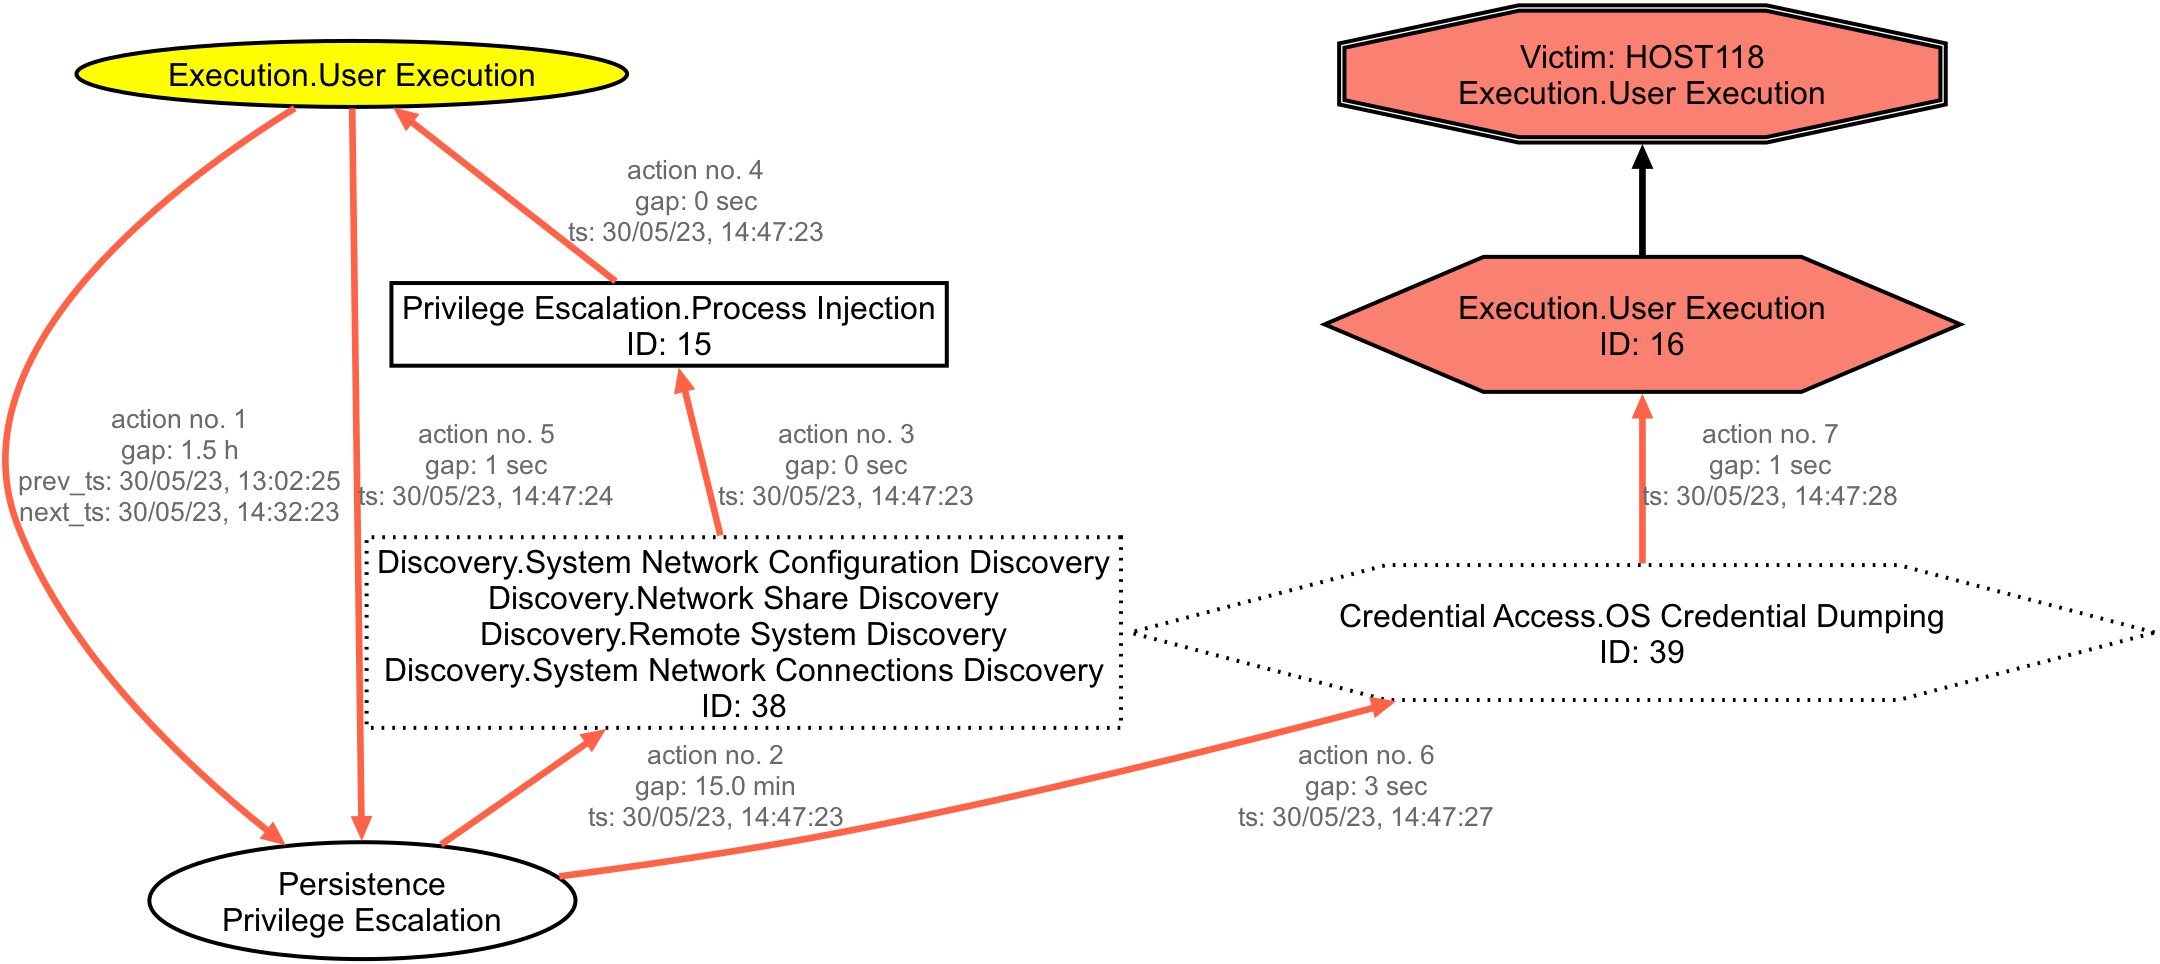 Execution.User Execution
Victim: HOST118
Execution.User Execution
action no. 4
gap: 0 sec
ts: 30/05/23, 14:47:23
Privilege Escalation.Process Injection
ID: 15
Execution.User Execution
ID: 16
action no. 1
gap: 1.5 h
prev_ts: 30/05/23, 13:02:25
next_ts: 30/05/23, 14:32:23
action no. 5
gap: 1 sec
ts: 30/05/23, 14:47:24
action no. 3
gap: 0 sec
ts: 30/05/23, 14:47:23
action no. 7
gap: 1 sec
ts: 30/05/23, 14:47:28
Discovery.System Network Configuration Discovery
Discovery.Network Share Discovery
Discovery.Remote System Discovery
Discovery.System Network Connections Discovery
ID: 38
Credential Access.OS Credential Dumping
ID: 39
action no. 2
gap: 15.0 min
ts: 30/05/23, 14:47:23
action no. 6
gap: 3 sec
ts: 30/05/23, 14:47:27
Persistence
Privilege Escalation